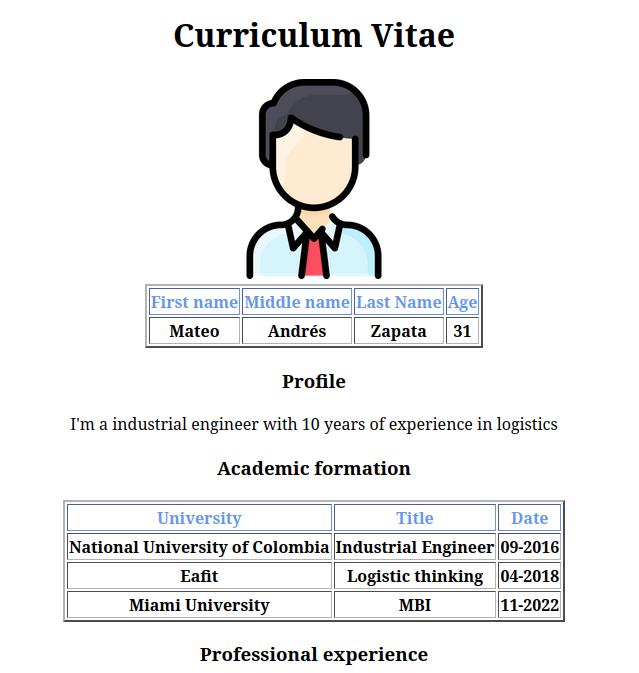 Curriculum Vitae
First name Middle name Last Name Age
Mateo Andrés Zapata 31
Profile
I'm a industrial engineer with 10 years of experience in logistics
Academic formation
University Title Date
National University of Colombia Industrial Engineer 09-2016
Eafit Logistic thinking 04-2018
Miami University MBI 11-2022
Professional experience